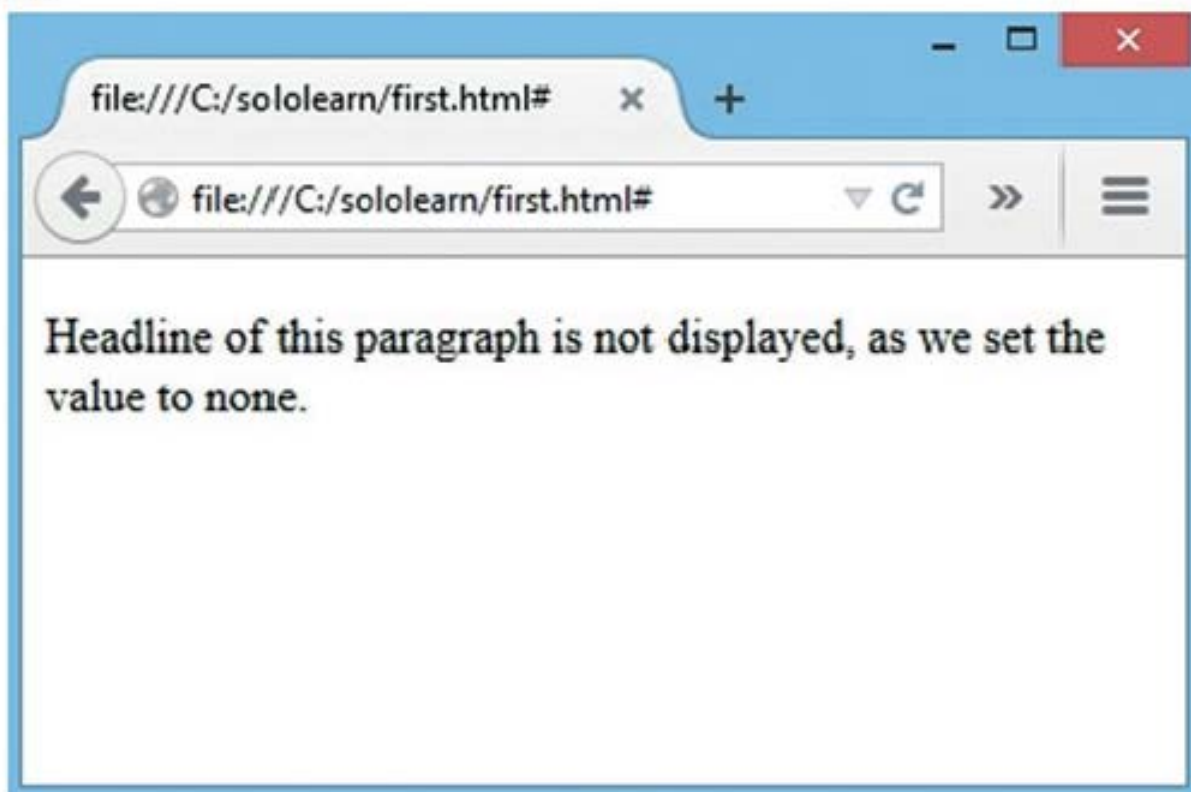 file:///C:/sololearn/first.html#
file:///C:/sololearn/first.html#
Headline of this paragraph is not displayed, as we set the
value to none.